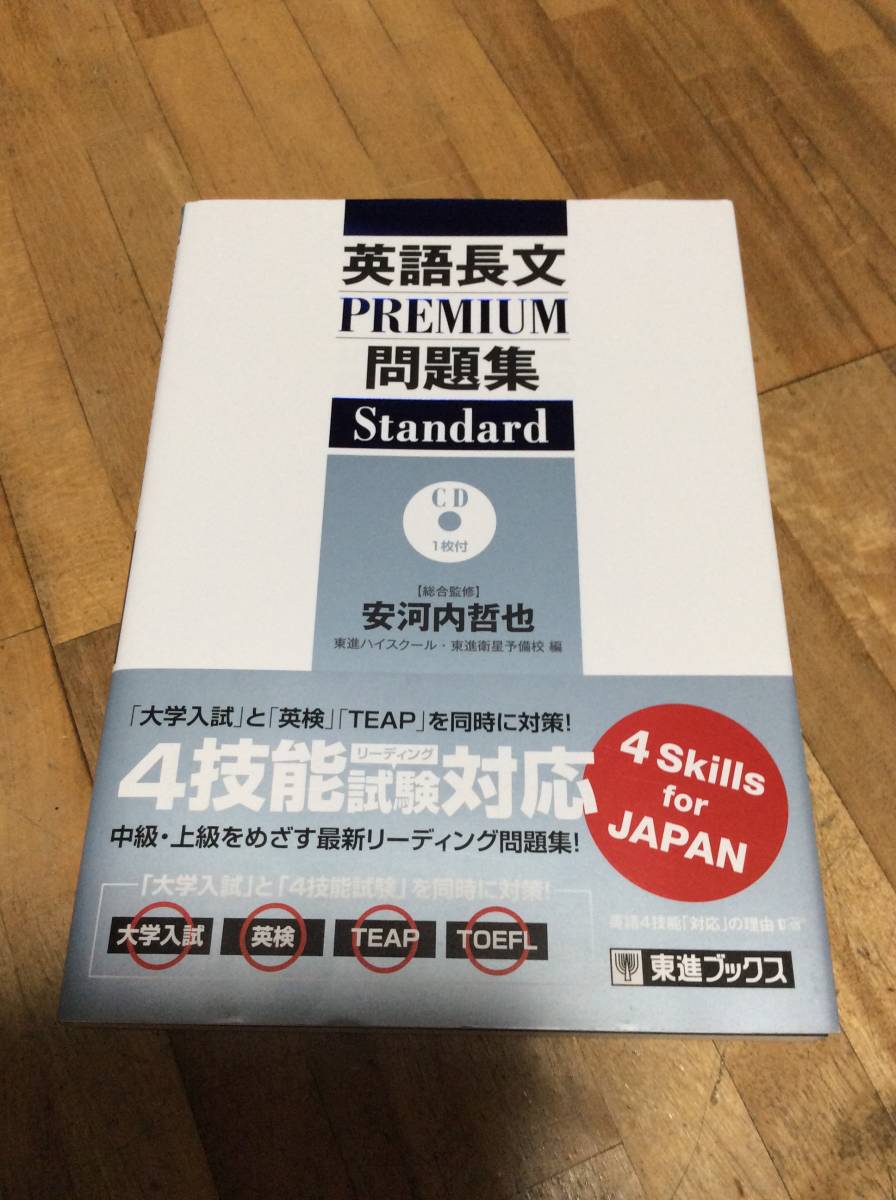 英語長文
PREMIUM
問題集
Standard
CD
1枚付
【総合監修】
安河内哲也
東進ハイスクール・東進衛星予備校 編
「大学入試」と「英検」「TEAP」を同時に対策!
リーディング
4技能試験対応
中級・上級をめざす最新リーディング問題集!
4 Skills
for
JAPAN
「大学入試」と「4技能試験」を同時に対策!
大学入試 英検 TEAP TOEFL
英語4技能「対応」の理由
東進ブックス